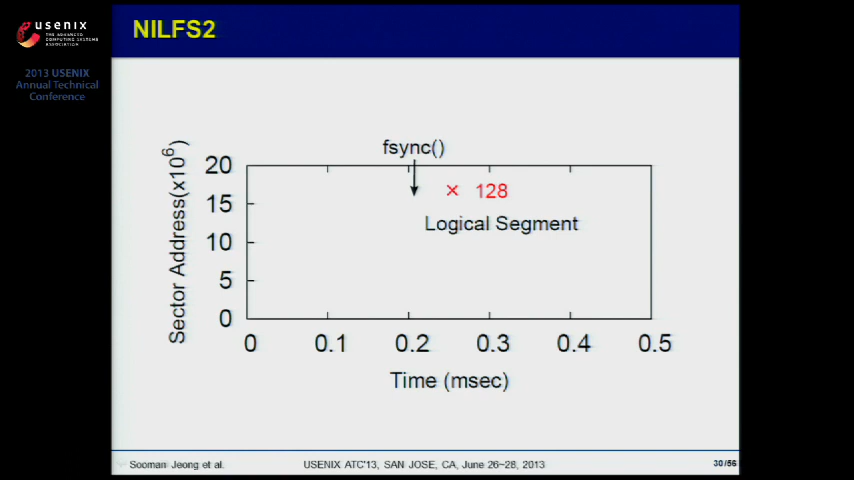 usenix
THE ADVANCED
COMPUTING SYSTEMS
ASSOCIATION
2013 USENIX
Annual Technical
Conference
NILFS2
fsync()
× 128
Logical Segment
Sector Address(x10⁶)
20
15
10
5
0
0 0.1 0.2 0.3 0.4 0.5
Time (msec)
Sooman Jeong et al.
USENIX ATC'13, SAN JOSE, CA, June 26~28, 2013
30/56